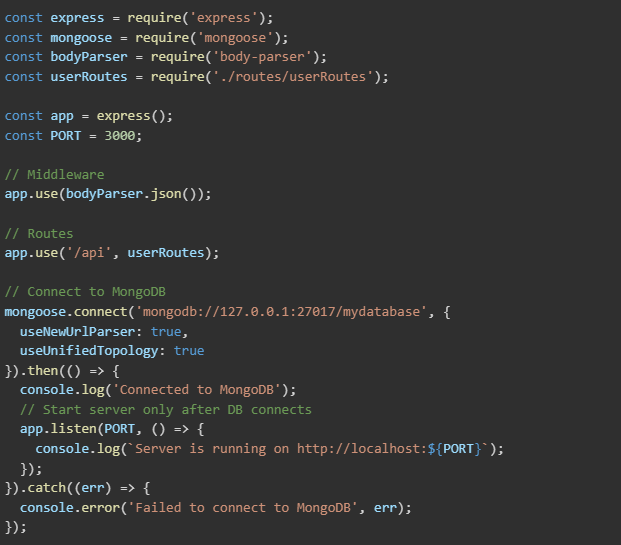 const express = require('express');
const mongoose = require('mongoose');
const bodyParser = require('body-parser');
const userRoutes = require('./routes/userRoutes');

const app = express();
const PORT = 3000;

// Middleware
app.use(bodyParser.json());

// Routes
app.use('/api', userRoutes);

// Connect to MongoDB
mongoose.connect('mongodb://127.0.0.1:27017/mydatabase', {
  useNewUrlParser: true,
  useUnifiedTopology: true
}).then(() => {
  console.log('Connected to MongoDB');
  // Start server only after DB connects
  app.listen(PORT, () => {
    console.log(`Server is running on http://localhost:${PORT}`);
  });
}).catch((err) => {
  console.error('Failed to connect to MongoDB', err);
});